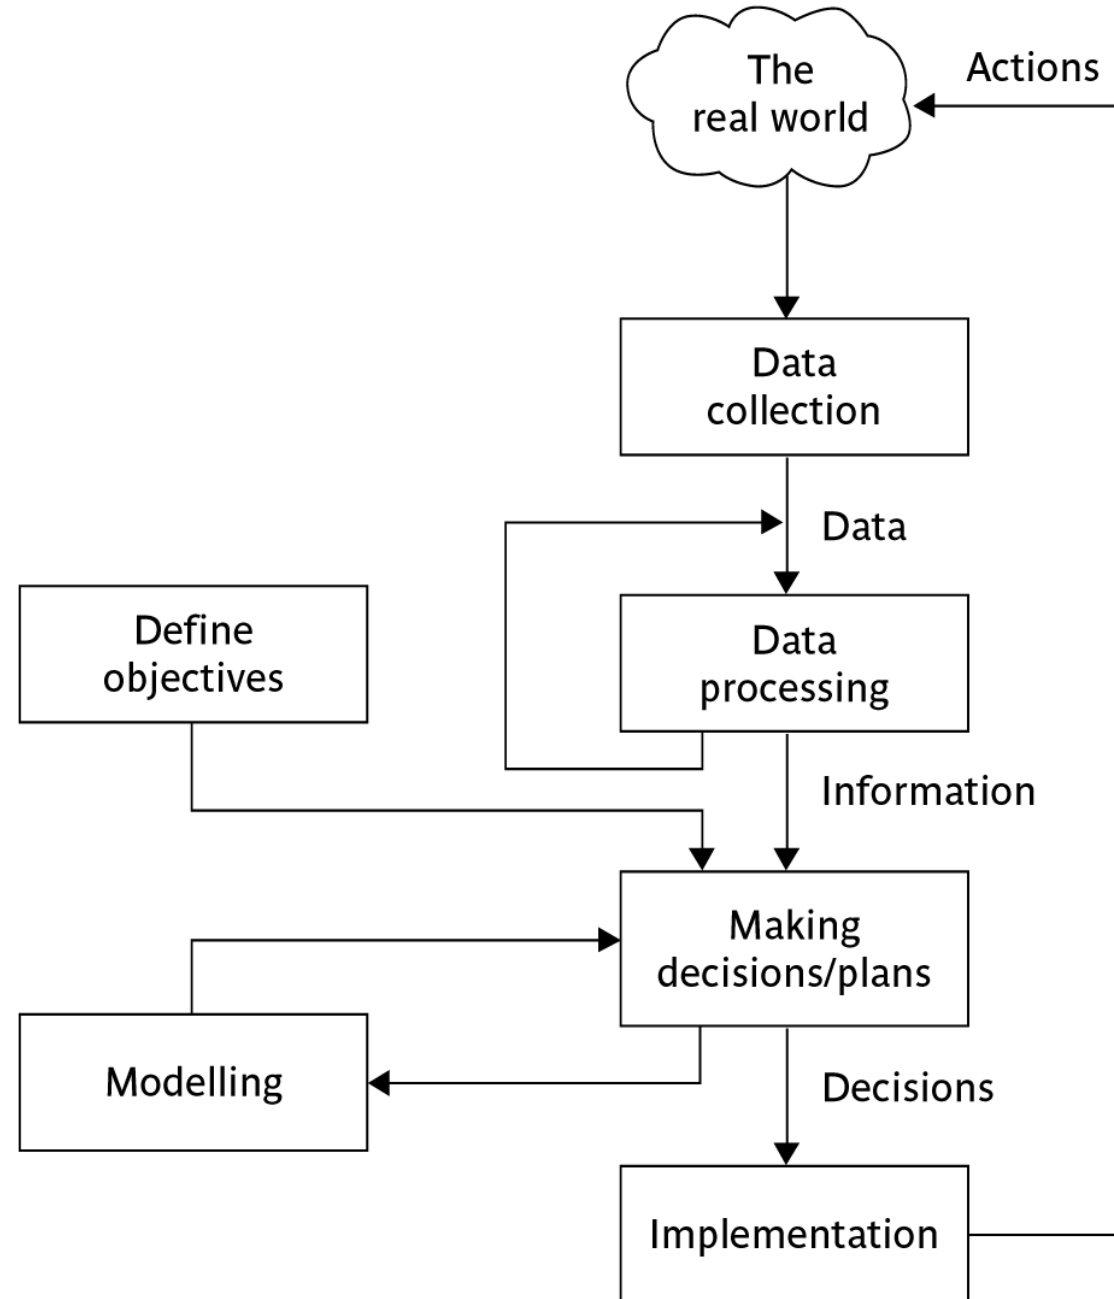 The
real world
Actions
Data
collection
Data
Define
objectives
Data
processing
Information
Making
decisions/plans
Modelling
Decisions
Implementation